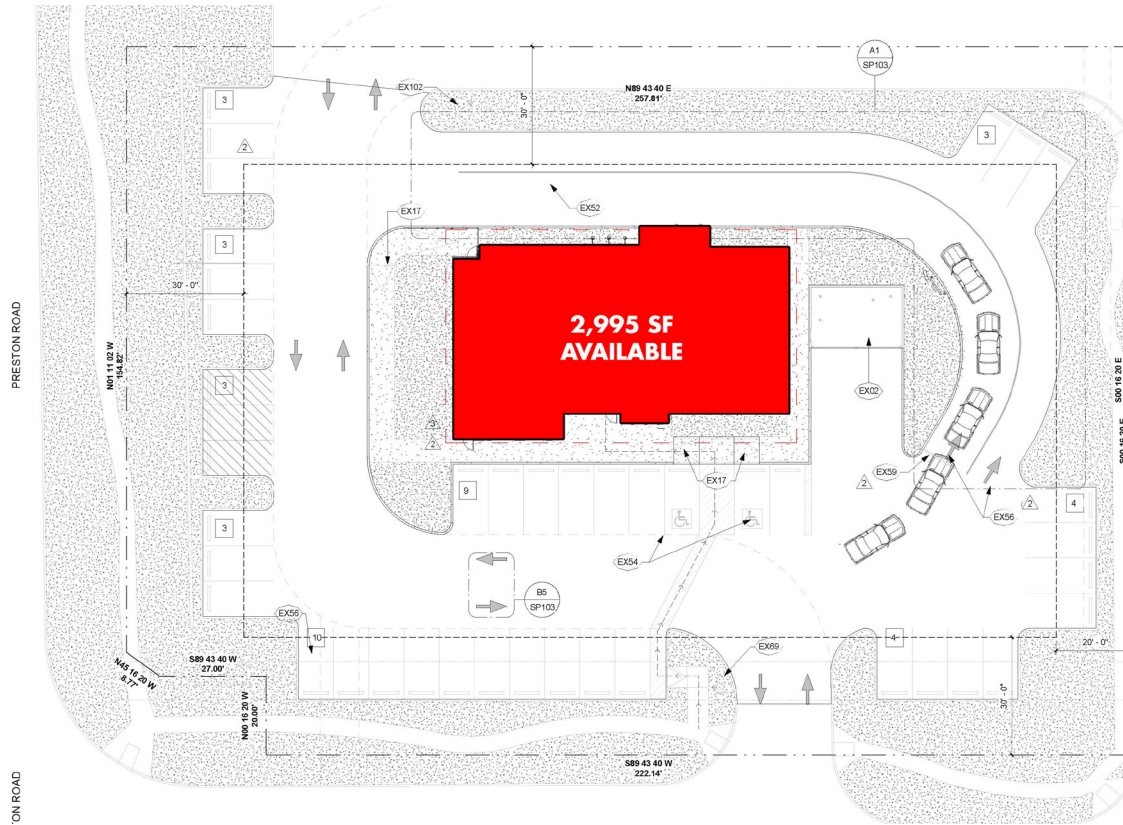 A1
SP103
EX102
N89 43 40 E
257.81'
30' - 0"
3
3
2
EX52
EX17
3
30' - 0"
2,995 SF
AVAILABLE
PRESTON ROAD
N01 11 02 W
154.82'
S00 16 20 E
S00 16 20 E
3
EX02
3
2
EX59
9
EX17
2
EX56
2
4
3
EX54
B5
SP103
EX56
10
4
EX69
20' - 0"
S89 43 40 W
27.00'
N45 16 20 W
8.77'
N00 16 20 W
20.00'
30' - 0"
S89 43 40 W
222.14'
TON ROAD